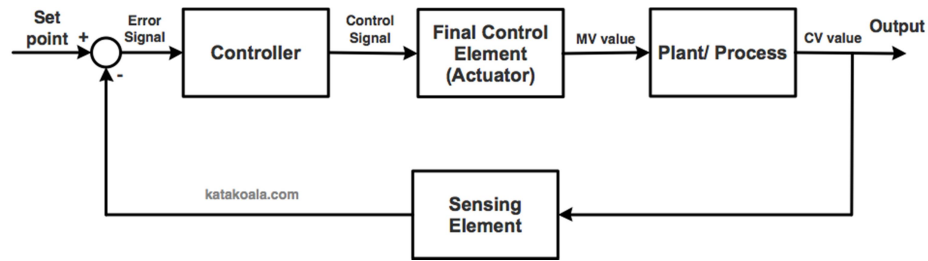 Set
point
+
-
Error
Signal
Controller
Control
Signal
Final Control
Element
(Actuator)
MV value
Plant/ Process
CV value
Output
katakoala.com
Sensing
Element